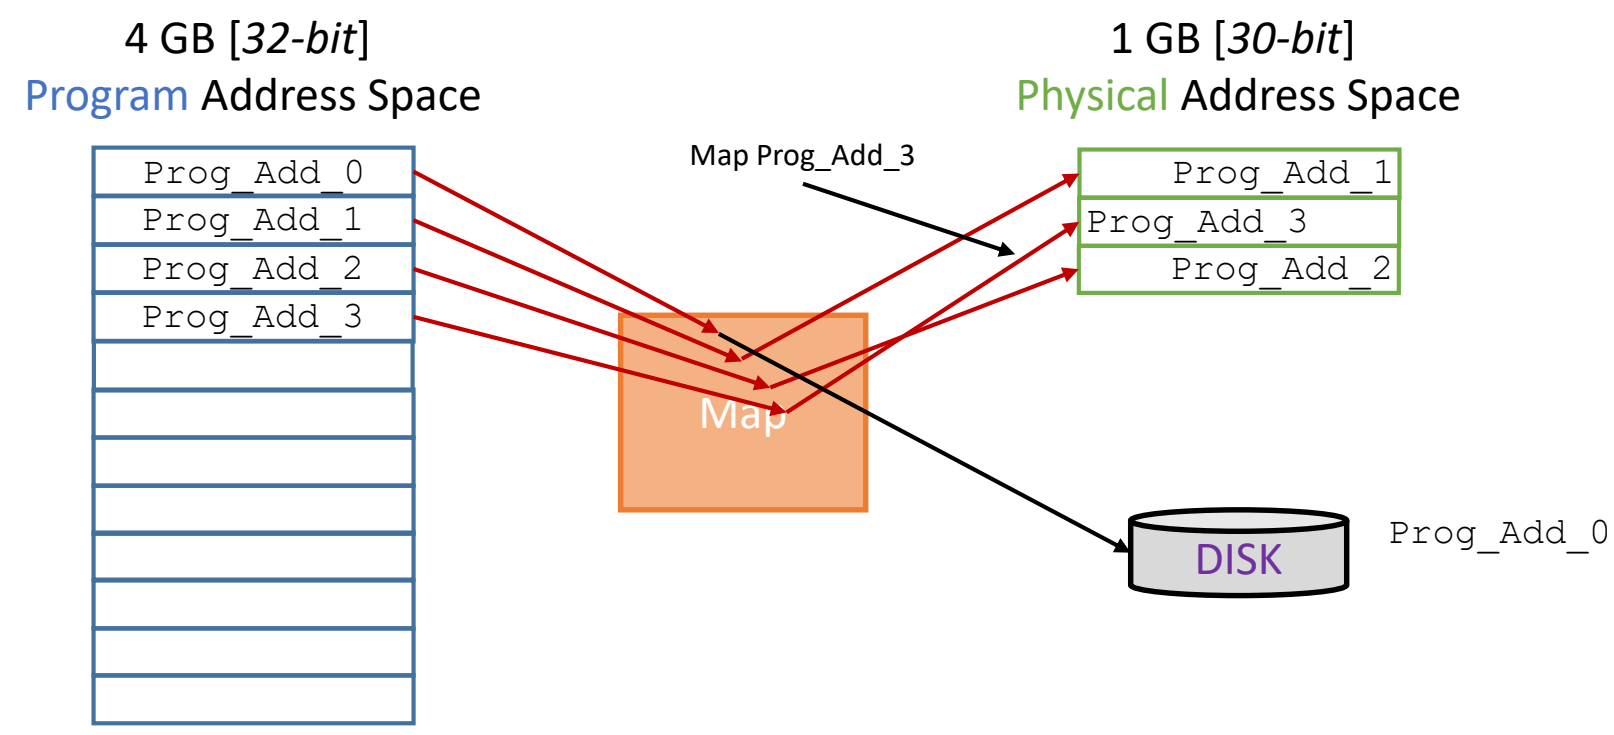 4 GB [32-bit]
Program Address Space
Prog_Add_0
Prog_Add_1
Prog_Add_2
Prog_Add_3
Map Prog_Add_3
Map
1 GB [30-bit]
Physical Address Space
Prog_Add_1
Prog_Add_3
Prog_Add_2
DISK
Prog_Add_0